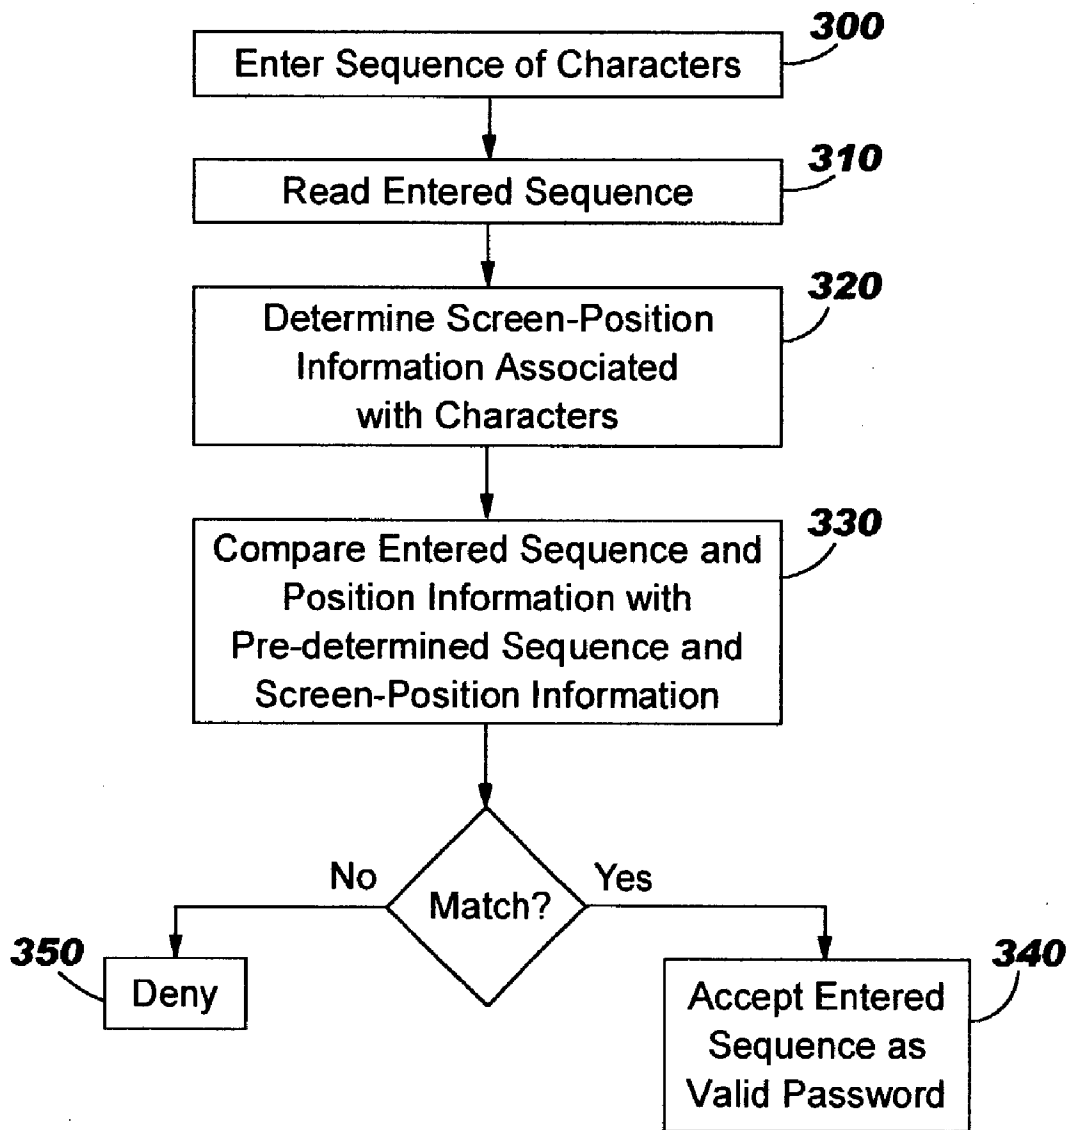 300
Enter Sequence of Characters
310
Read Entered Sequence
320
Determine Screen-Position
Information Associated
with Characters
330
Compare Entered Sequence and
Position Information with
Pre-determined Sequence and
Screen-Position Information
No
Yes
Match?
350
Deny
340
Accept Entered
Sequence as
Valid Password